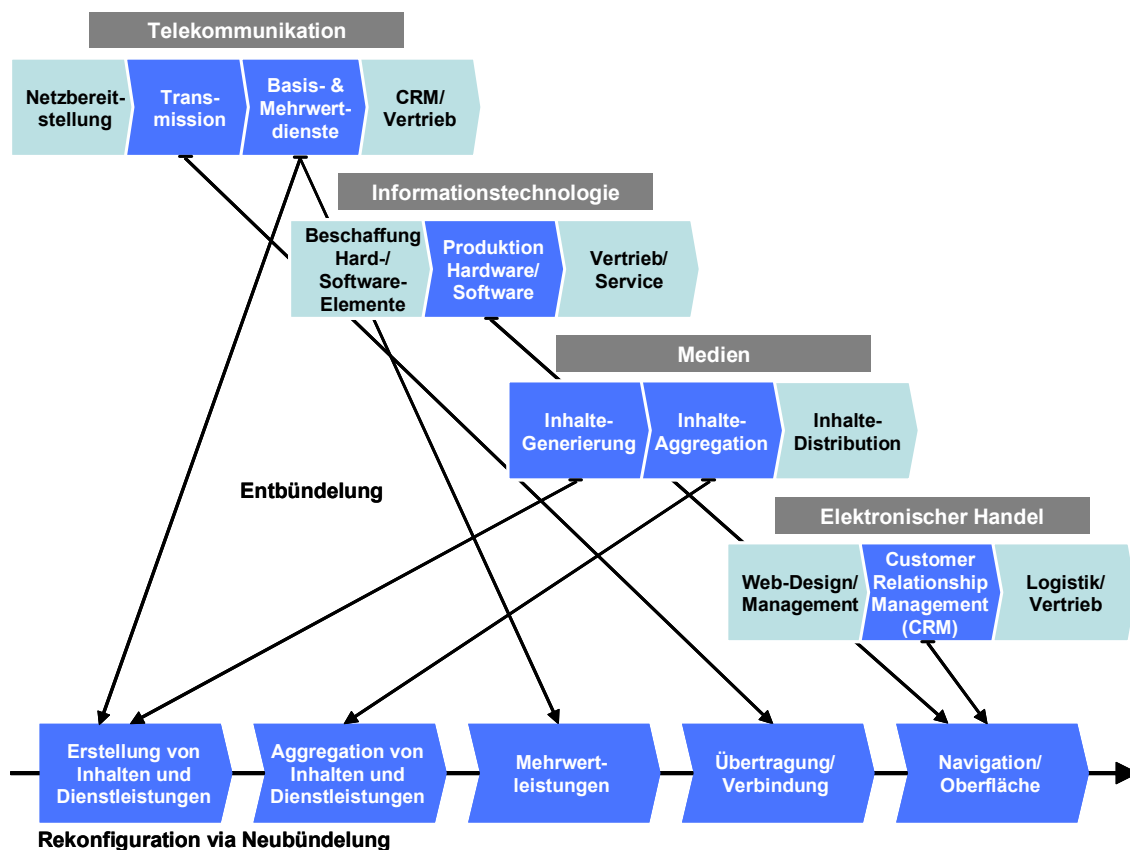 Telekommunikation
Netzbereit-
stellung
Trans-
mission
Basis- &
Mehrwert-
dienste
CRM/
Vertrieb
Informationstechnologie
Beschaffung
Hard-/
Software-
Elemente
Produktion
Hardware/
Software
Vertrieb/
Service
Medien
Inhalte-
Generierung
Inhalte-
Aggregation
Inhalte-
Distribution
Entbündelung
Elektronischer Handel
Web-Design/
Management
Customer
Relationship
Management
(CRM)
Logistik/
Vertrieb
Erstellung von
Inhalten und
Dienstleistungen
Aggregation von
Inhalten und
Dienstleistungen
Mehrwert-
leistungen
Übertragung/
Verbindung
Navigation/
Oberfläche
Rekonfiguration via Neubündelung